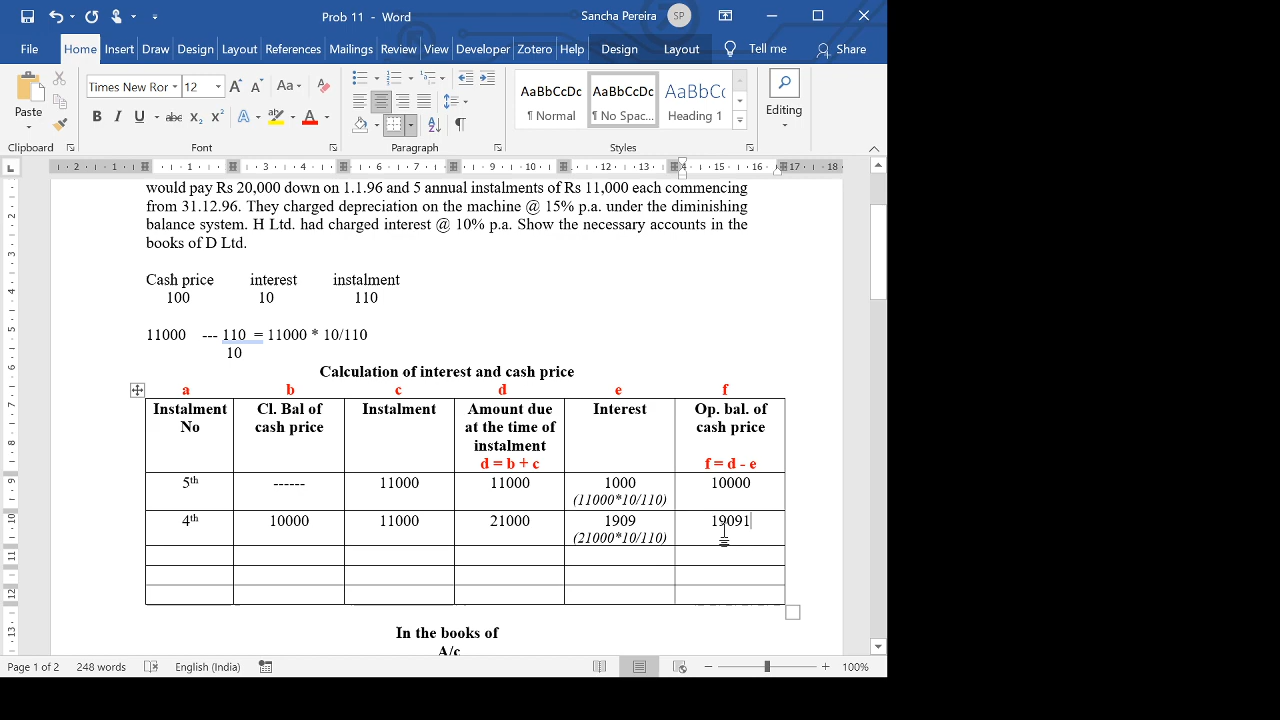 Prob 11 - Word
Sancha Pereira SP
File Home Insert Draw Design Layout References Mailings Review View Developer Zotero Help Design Layout Tell me Share
Paste
Clipboard
Times New Ror 12
Font
Paragraph
AaBbCcDc AaBbCcDc AaBbCc
¶ Normal ¶ No Spac... Heading 1
Styles
Editing
would pay Rs 20,000 down on 1.1.96 and 5 annual instalments of Rs 11,000 each commencing
from 31.12.96. They charged depreciation on the machine @ 15% p.a. under the diminishing
balance system. H Ltd. had charged interest @ 10% p.a. Show the necessary accounts in the
books of D Ltd.
Cash price interest instalment
100 10 110
11000 --- 110 = 11000 * 10/110
10
Calculation of interest and cash price
a b c d e f
Instalment No Cl. Bal of cash price Instalment Amount due at the time of instalment d = b + c Interest Op. bal. of cash price f = d - e
5th ------ 11000 11000 1000 10000
(11000*10/110)
4th 10000 11000 21000 1909 19091
(21000*10/110)
In the books of
A/c
Page 1 of 2 248 words English (India) 100%